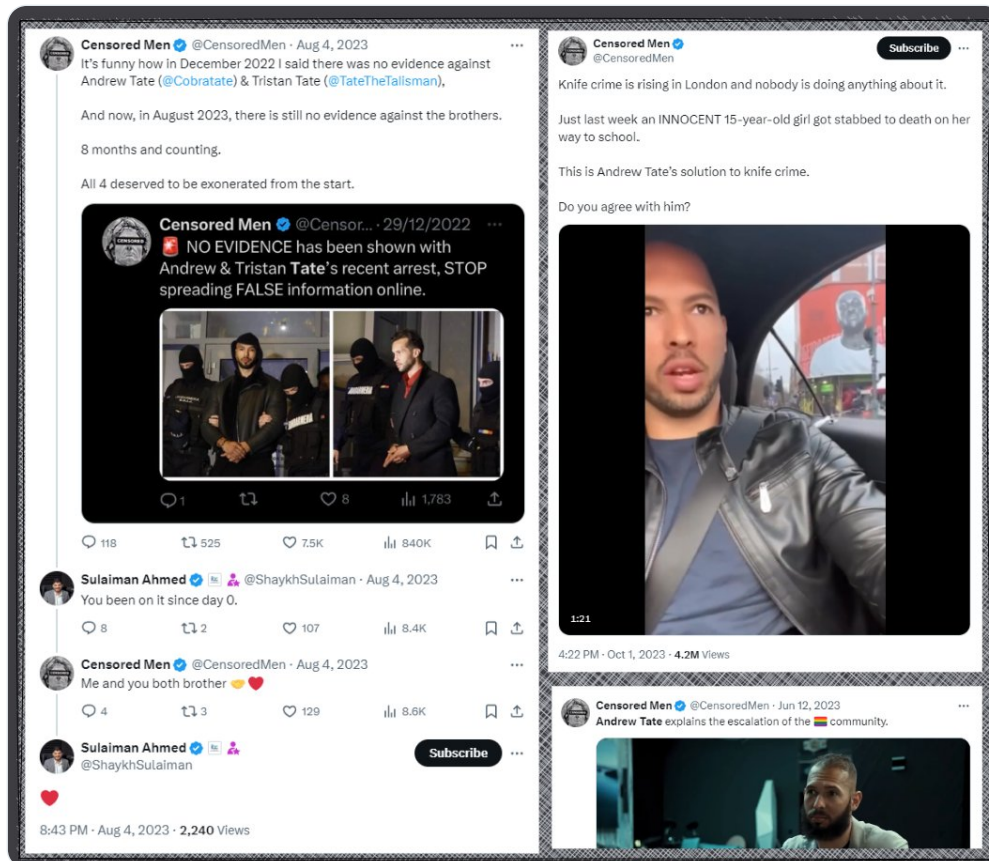 Censored Men @CensoredMen · Aug 4, 2023
It's funny how in December 2022 I said there was no evidence against
Andrew Tate (@Cobratate) & Tristan Tate (@TateTheTalisman),
And now, in August 2023, there is still no evidence against the brothers.
8 months and counting.
All 4 deserved to be exonerated from the start.
CENSORED
Censored Men @Censor... · 29/12/2022
🚨 NO EVIDENCE has been shown with
Andrew & Tristan Tate's recent arrest, STOP
spreading FALSE information online.
1 8 1,783
118 525 7.5K 840K
Sulaiman Ahmed @ShaykhSulaiman · Aug 4, 2023
You been on it since day 0.
8 2 107 8.4K
Censored Men @CensoredMen · Aug 4, 2023
Me and you both brother 🤝❤️
4 3 129 8.6K
Sulaiman Ahmed
@ShaykhSulaiman
Subscribe
❤️
8:43 PM · Aug 4, 2023 · 2,240 Views
Censored Men
@CensoredMen
Subscribe
Knife crime is rising in London and nobody is doing anything about it.
Just last week an INNOCENT 15-year-old girl got stabbed to death on her
way to school.
This is Andrew Tate's solution to knife crime.
Do you agree with him?
1:21
4:22 PM · Oct 1, 2023 · 4.2M Views
Censored Men @CensoredMen · Jun 12, 2023
Andrew Tate explains the escalation of the 🏳️‍🌈 community.